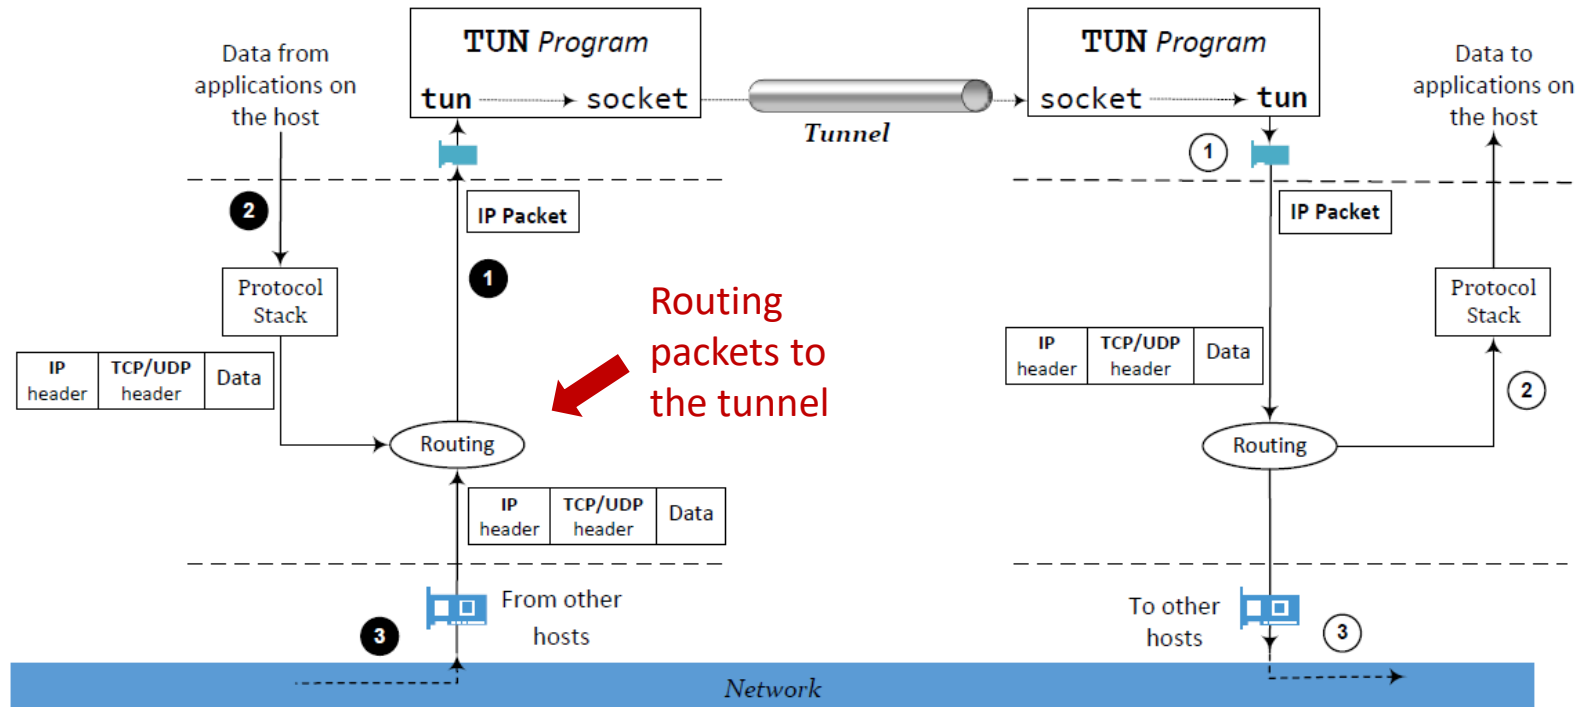 TUN Program
tun socket
Data from
applications on
the host
2
Protocol
Stack
IP header
TCP/UDP header
Data
IP Packet
1
Routing
packets to
the tunnel
Routing
IP header
TCP/UDP header
Data
From other
hosts
3
Tunnel
TUN Program
socket tun
1
IP Packet
IP header
TCP/UDP header
Data
Routing
Data to
applications on
the host
Protocol
Stack
2
To other
hosts
3
Network